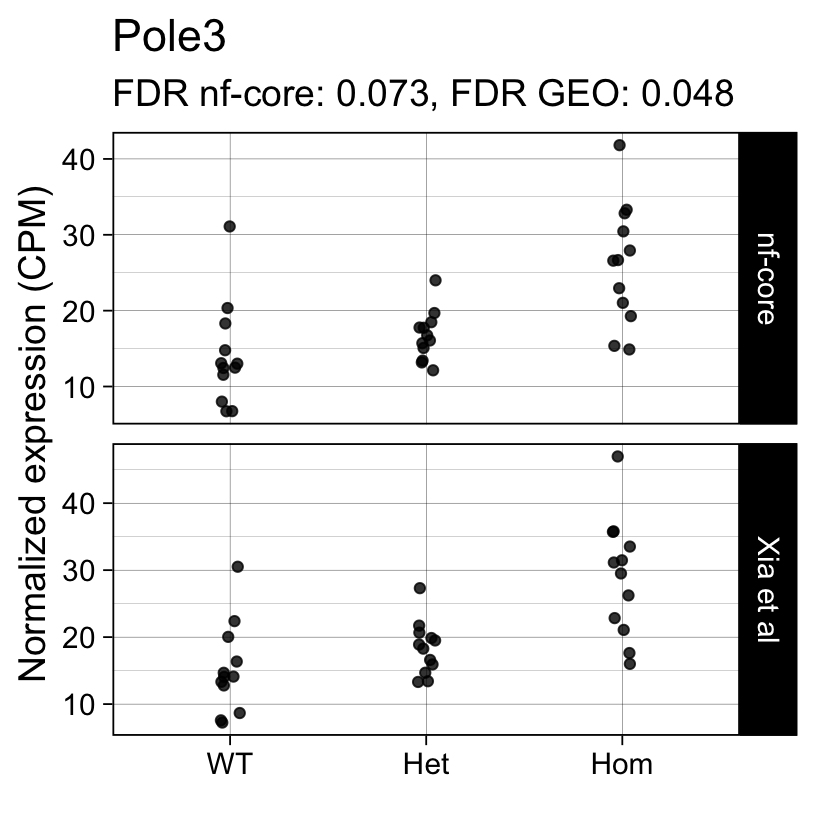 Pole3
FDR nf-core: 0.073, FDR GEO: 0.048
Normalized expression (CPM)
40
30
20
10
nf-core
40
30
20
10
Xia et al
WT
Het
Hom